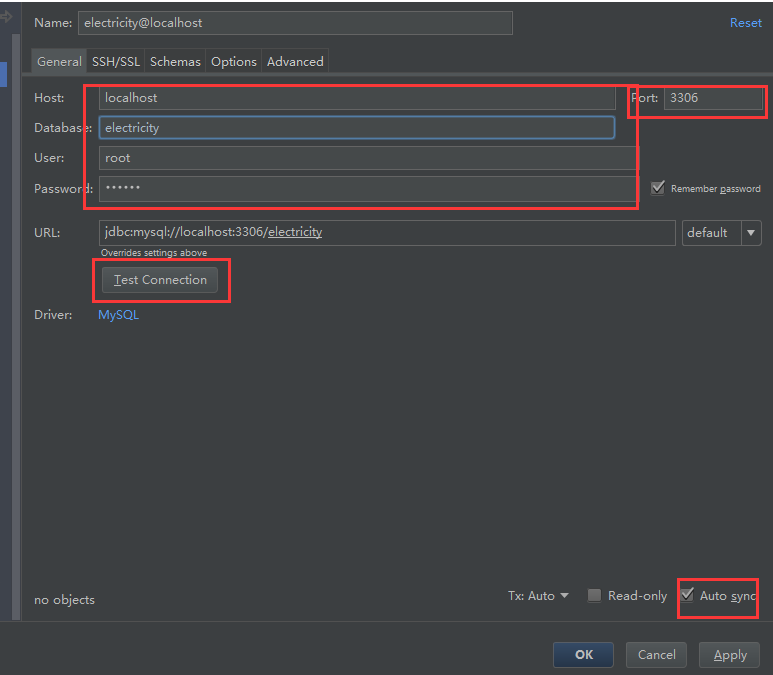 Name: electricity@localhost Reset
General SSH/SSL Schemas Options Advanced
Host: localhost Port: 3306
Database: electricity
User: root
Password: •••••• Remember password
URL: jdbc:mysql://localhost:3306/electricity default
Overrides settings above
Test Connection
Driver: MySQL
no objects Tx: Auto Read-only Auto sync
OK Cancel Apply